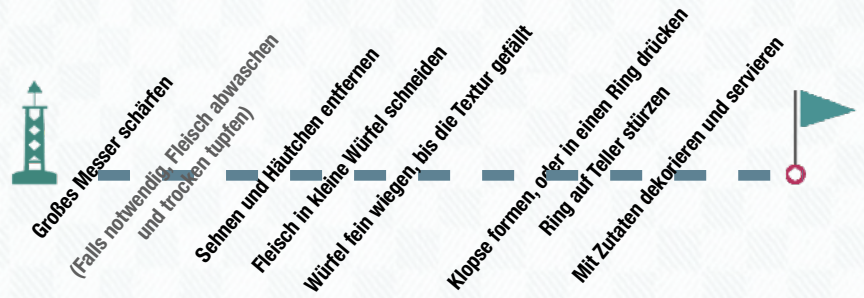 Großes Messer schärfen
(Falls notwendig, Fleisch abwaschen
und trocken tupfen)
Sehnen und Häutchen entfernen
Fleisch in kleine Würfel schneiden
Würfel fein wiegen, bis die Textur gefällt
Klopse formen, oder in einen Ring drücken
Ring auf Teller stürzen
Mit Zutaten dekorieren und servieren